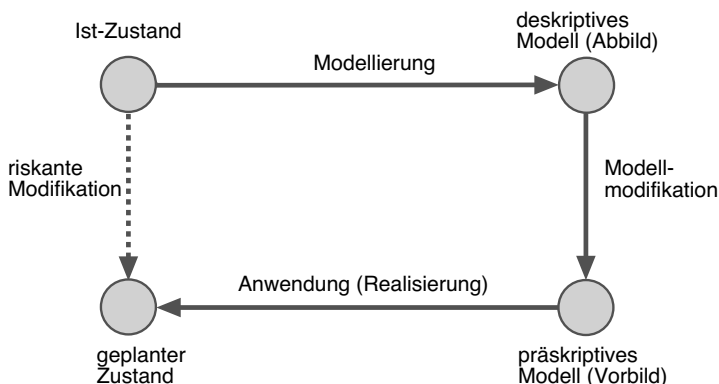 Ist-Zustand
deskriptives
Modell (Abbild)
Modellierung
riskante
Modifikation
Modell-
modifikation
Anwendung (Realisierung)
geplanter
Zustand
präskriptives
Modell (Vorbild)